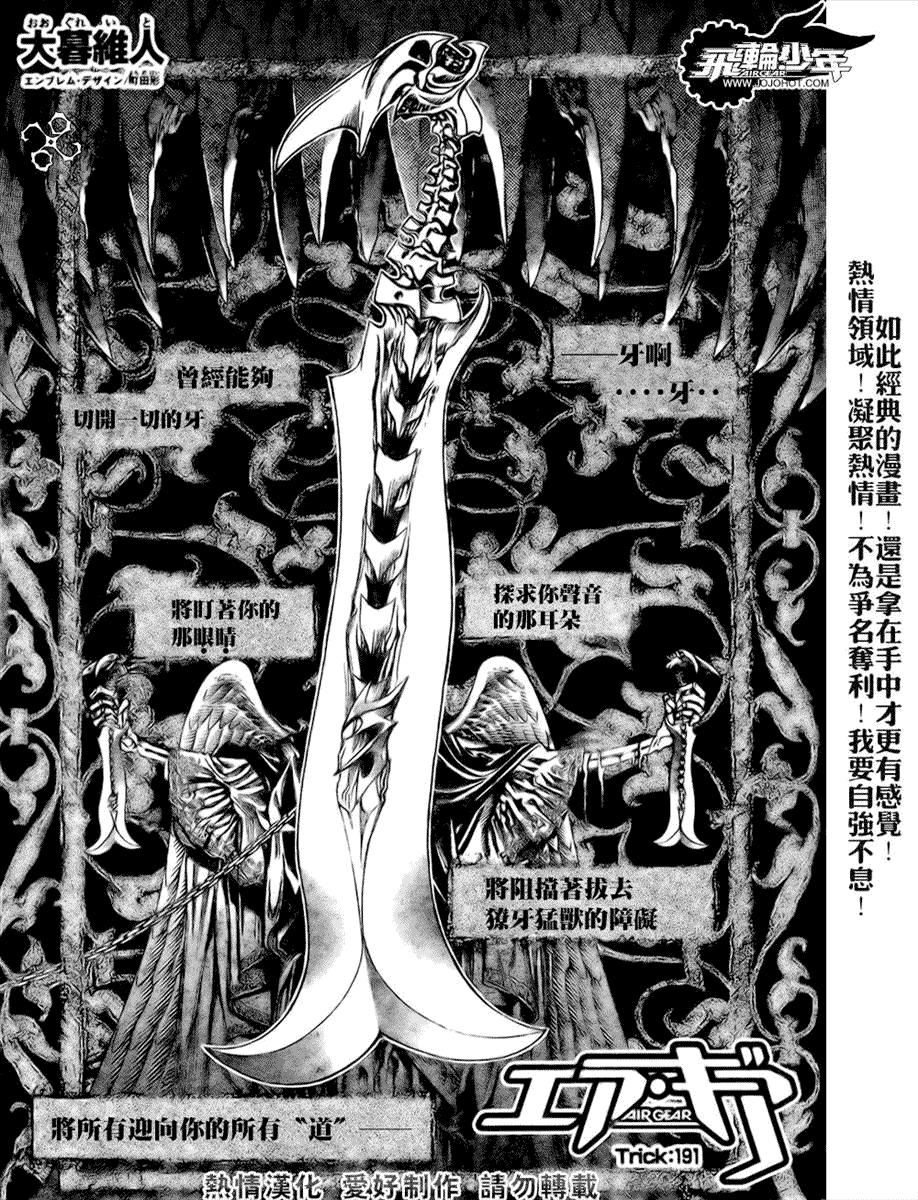 おおぐれいと
大暮維人
エンブレム・デザイン/町田彩
飛輪少年
AIRGEAR
WWW.JOJOHOT.COM
——牙啊
‥‥牙‥
曾經能夠
切開一切的牙
探求你聲音
的那耳朵
將盯著你的
那眼睛
將阻擋著拔去
獠牙猛獸的障礙
將所有迎向你的所有〝道〞——
エア・ギア
AIR GEAR
Trick:191
如此經典的漫畫!還是拿在手中才更有感覺!
熱情領域!凝聚熱情!不為爭名奪利!我要自強不息!
熱情漢化 愛好制作 請勿轉載